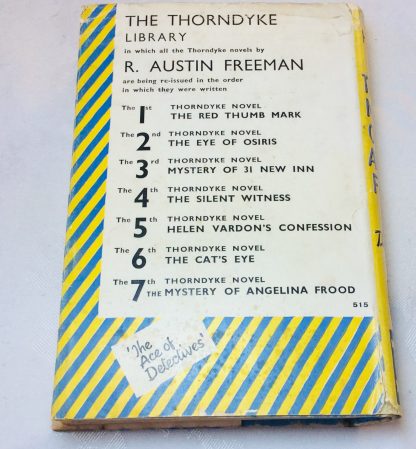 THE THORNDYKE
LIBRARY
in which all the Thorndyke novels by
R. AUSTIN FREEMAN
are being re-issued in the order
in which they were written
The 1st THORNDYKE NOVEL
THE RED THUMB MARK
The 2nd THORNDYKE NOVEL
THE EYE OF OSIRIS
The 3rd THORNDYKE NOVEL
MYSTERY OF 31 NEW INN
The 4th THORNDYKE NOVEL
THE SILENT WITNESS
The 5th THORNDYKE NOVEL
HELEN VARDON'S CONFESSION
The 6th THORNDYKE NOVEL
THE CAT'S EYE
The 7th THORNDYKE NOVEL
THE MYSTERY OF ANGELINA FROOD
515
'The
Ace of
Detectives'